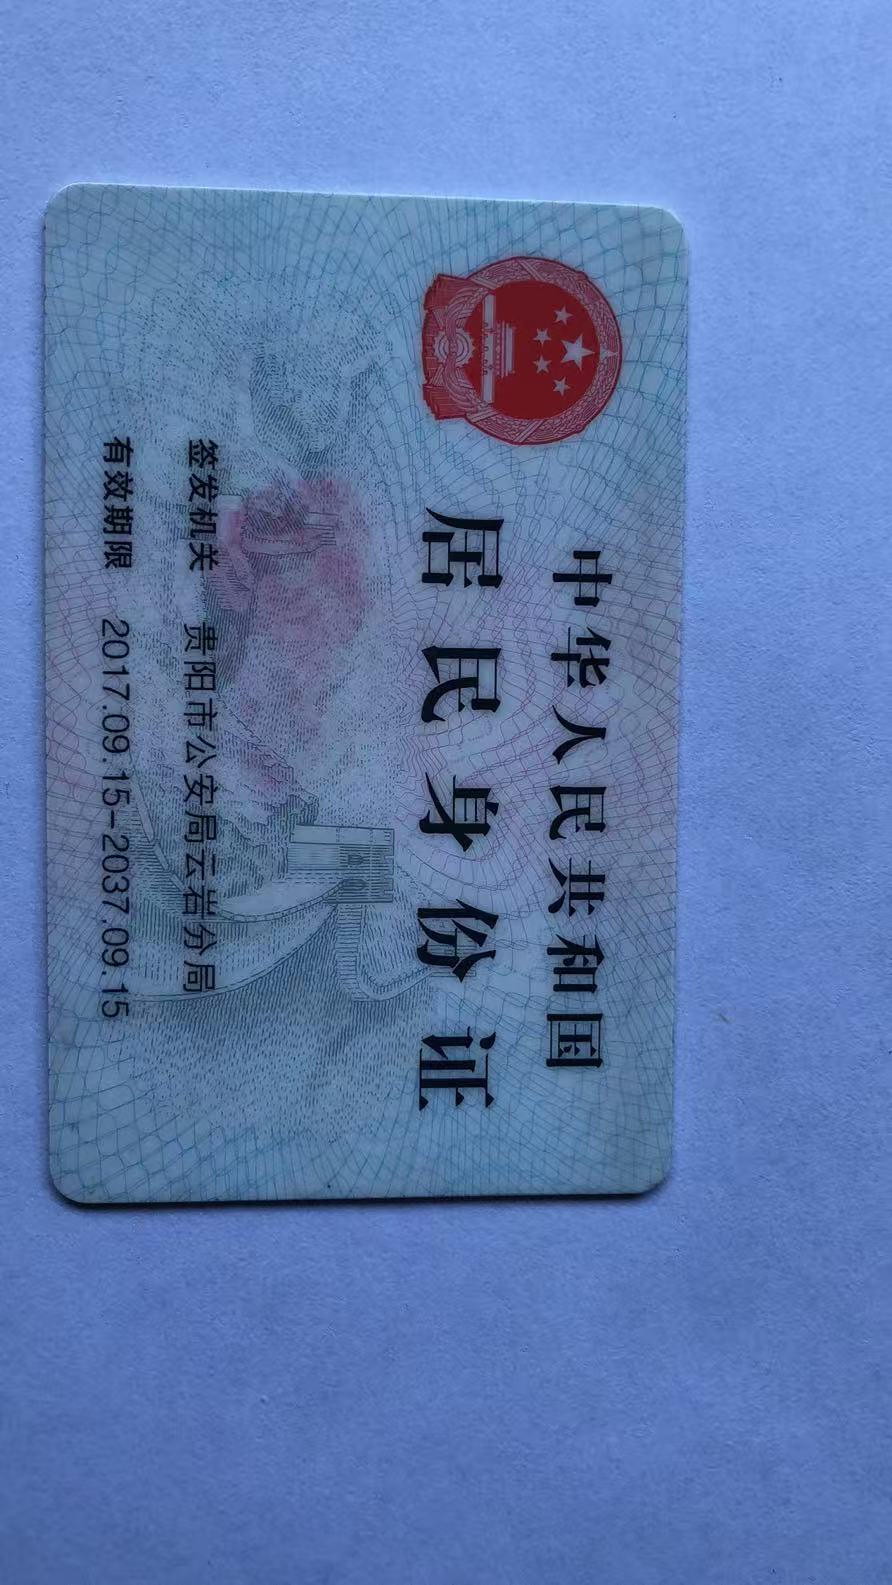 中华人民共和国
居民身份证
签发机关 贵阳市公安局云岩分局
有效期限 2017.09.15-2037.09.15